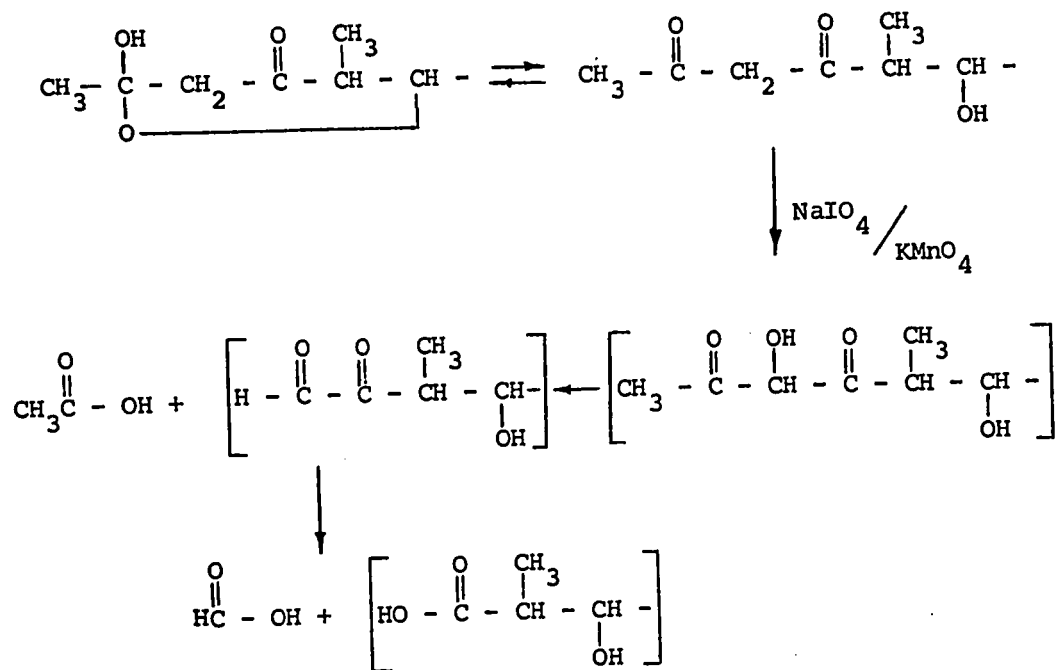 OH O CH3 O O CH3
CH3 - C - CH2 - C - CH - CH - CH3 - C - CH2 - C - CH - CH -
O OH
NaIO4 / KMnO4
O O O CH3 O OH O CH3
CH3C - OH + [H - C - C - CH - CH-] [CH3 - C - CH - C - CH - CH -]
OH OH
O O CH3
HC - OH + [HO - C - CH - CH -]
OH